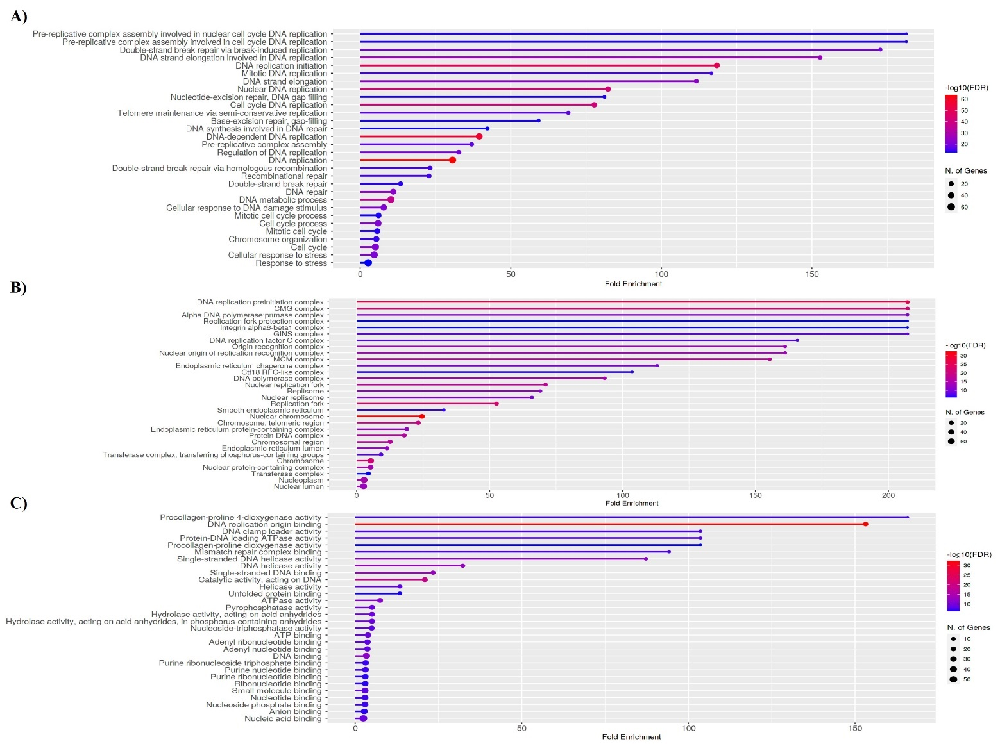 A)
Pre-replicative complex assembly involved in nuclear cell cycle DNA replication
Pre-replicative complex assembly involved in cell cycle DNA replication
Double-strand break repair via break-induced replication
DNA strand elongation involved in DNA replication
DNA replication initiation
Mitotic DNA replication
DNA strand elongation
Nuclear DNA replication
Nucleotide-excision repair, DNA gap filling
Cell cycle DNA replication
Telomere maintenance via semi-conservative replication
Base-excision repair, gap-filling
DNA synthesis involved in DNA repair
DNA-dependent DNA replication
Pre-replicative complex assembly
Regulation of DNA replication
DNA replication
Double-strand break repair via homologous recombination
Recombinational repair
Double-strand break repair
DNA repair
DNA metabolic process
Cellular response to DNA damage stimulus
Mitotic cell cycle process
Cell cycle process
Mitotic cell cycle
Chromosome organization
Cell cycle
Cellular response to stress
Response to stress
0 50 100 150
Fold Enrichment
-log10(FDR)
60
50
40
30
20
N. of Genes
20
40
60
B)
DNA replication preinitiation complex
CMG complex
Alpha DNA polymerase:primase complex
Replication fork protection complex
Integrin alpha8-beta1 complex
GINS complex
DNA replication factor C complex
Origin recognition complex
Nuclear origin of replication recognition complex
MCM complex
Endoplasmic reticulum chaperone complex
Ctf18 RFC-like complex
DNA polymerase complex
Nuclear replication fork
Replisome
Nuclear replisome
Replication fork
Smooth endoplasmic reticulum
Nuclear chromosome
Chromosome, telomeric region
Endoplasmic reticulum protein-containing complex
Protein-DNA complex
Chromosomal region
Endoplasmic reticulum lumen
Transferase complex, transferring phosphorus-containing groups
Chromosome
Nuclear protein-containing complex
Transferase complex
Nucleoplasm
Nuclear lumen
0 50 100 150 200
Fold Enrichment
-log10(FDR)
30
25
20
15
10
N. of Genes
20
40
60
C)
Procollagen-proline 4-dioxygenase activity
DNA replication origin binding
DNA clamp loader activity
Protein-DNA loading ATPase activity
Procollagen-proline dioxygenase activity
Mismatch repair complex binding
Single-stranded DNA helicase activity
DNA helicase activity
Single-stranded DNA binding
Catalytic activity, acting on DNA
Helicase activity
Unfolded protein binding
ATPase activity
Pyrophosphatase activity
Hydrolase activity, acting on acid anhydrides
Hydrolase activity, acting on acid anhydrides, in phosphorus-containing anhydrides
Nucleoside-triphosphatase activity
ATP binding
Adenyl ribonucleotide binding
Adenyl nucleotide binding
DNA binding
Purine ribonucleoside triphosphate binding
Purine nucleotide binding
Purine ribonucleotide binding
Ribonucleotide binding
Small molecule binding
Nucleotide binding
Nucleoside phosphate binding
Anion binding
Nucleic acid binding
0 50 100 150
Fold Enrichment
-log10(FDR)
30
25
20
15
10
N. of Genes
10
20
30
40
50